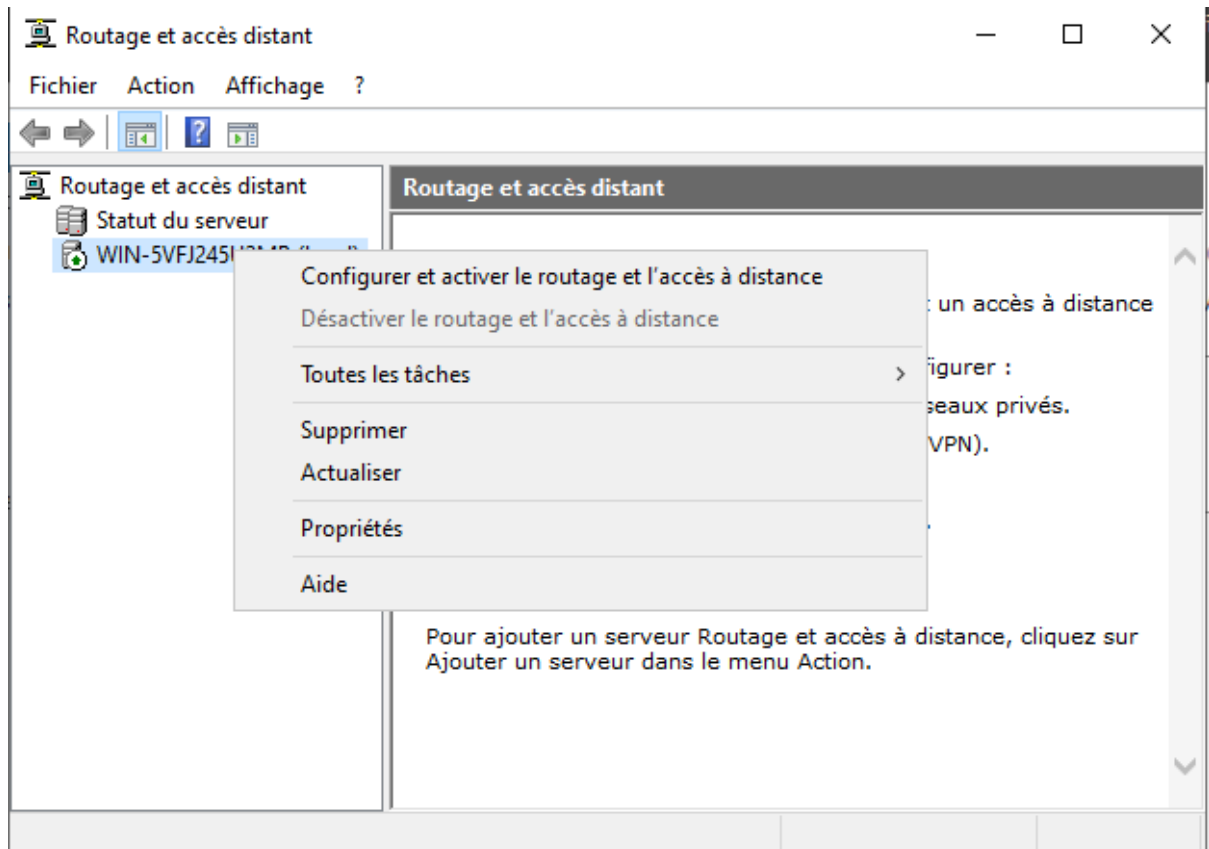 Routage et accès distant
Fichier Action Affichage ?
Routage et accès distant
Statut du serveur
Routage et accès distant
Configurer et activer le routage et l'accès à distance
Désactiver le routage et l'accès à distance
un accès à distance
Toutes les tâches
Supprimer
privés.
VPN).
Actualiser
Propriétés
Aide
Pour ajouter un serveur Routage et accès à distance, cliquez sur
Ajouter un serveur dans le menu Action.